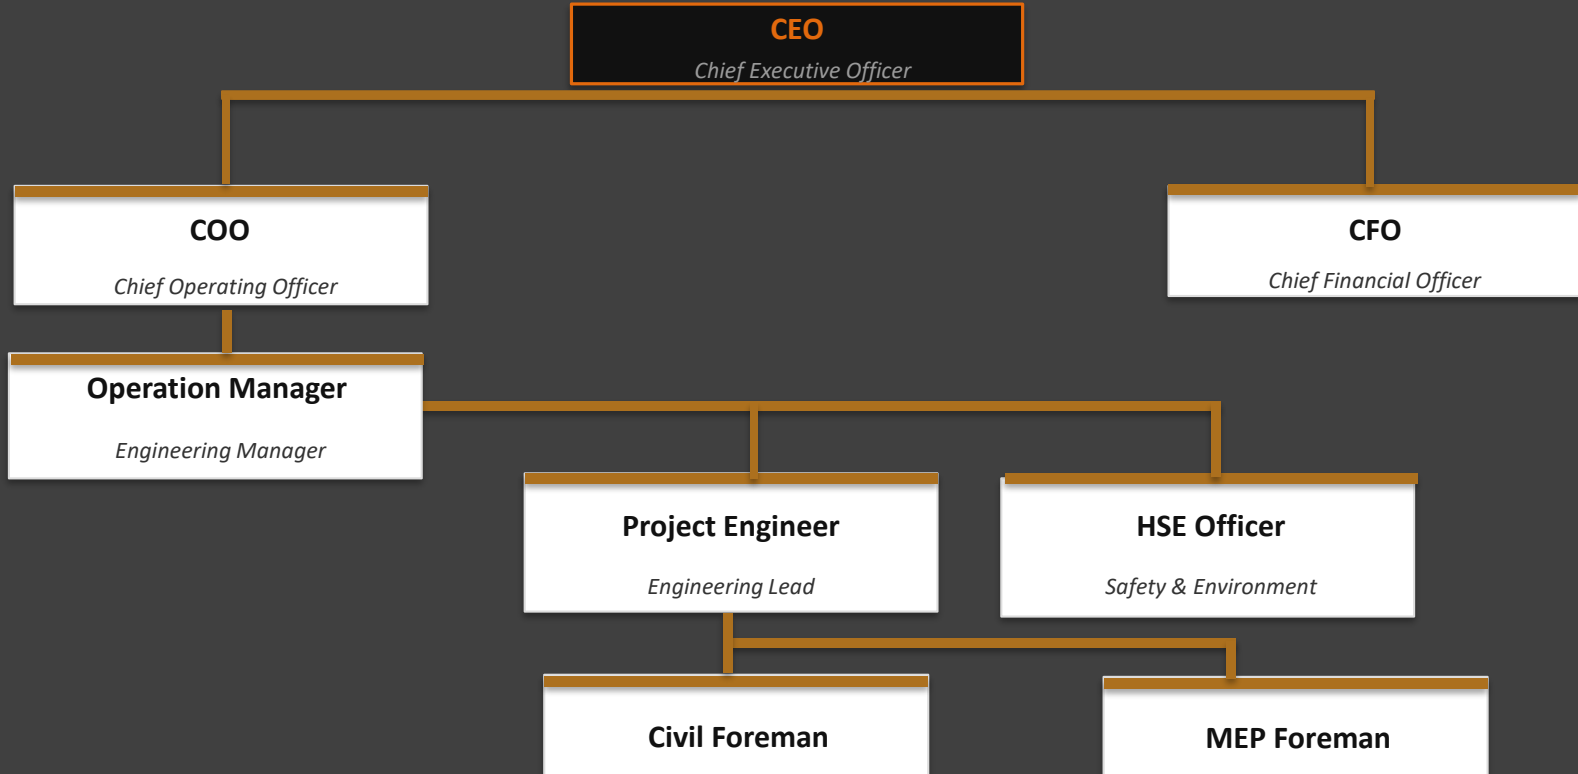 CEO
Chief Executive Officer
COO
Chief Operating Officer
CFO
Chief Financial Officer
Operation Manager
Engineering Manager
Project Engineer
Engineering Lead
HSE Officer
Safety & Environment
Civil Foreman
MEP Foreman